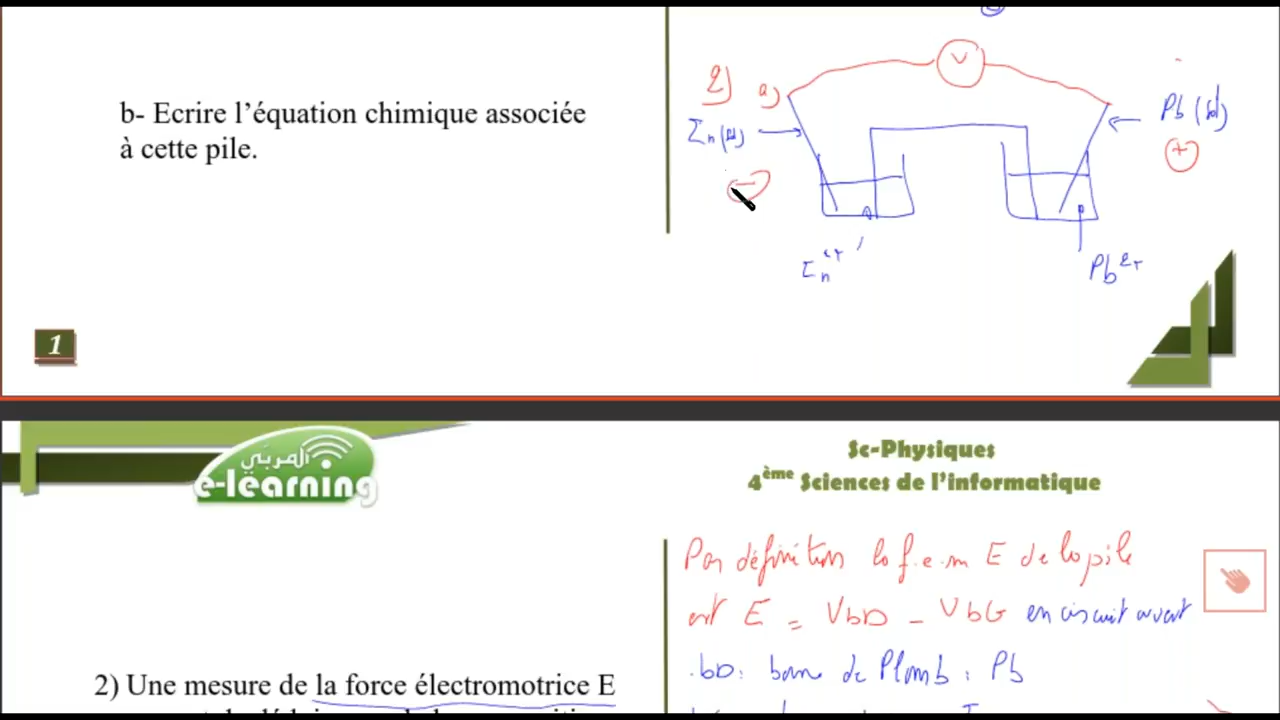 b- Ecrire l’équation chimique associée
à cette pile.
V
2) a)
Zn(sd)
Pb (sd)
+
-
Zn2+
Pb2+
1
العربي
e-learning
Sc-Physiques
4ème Sciences de l’informatique
Par définition la f.e.m E de la pile
est E = VbD - VbG en circuit ouvert
.bD: borne de Plomb : Pb
2) Une mesure de la force électromotrice E